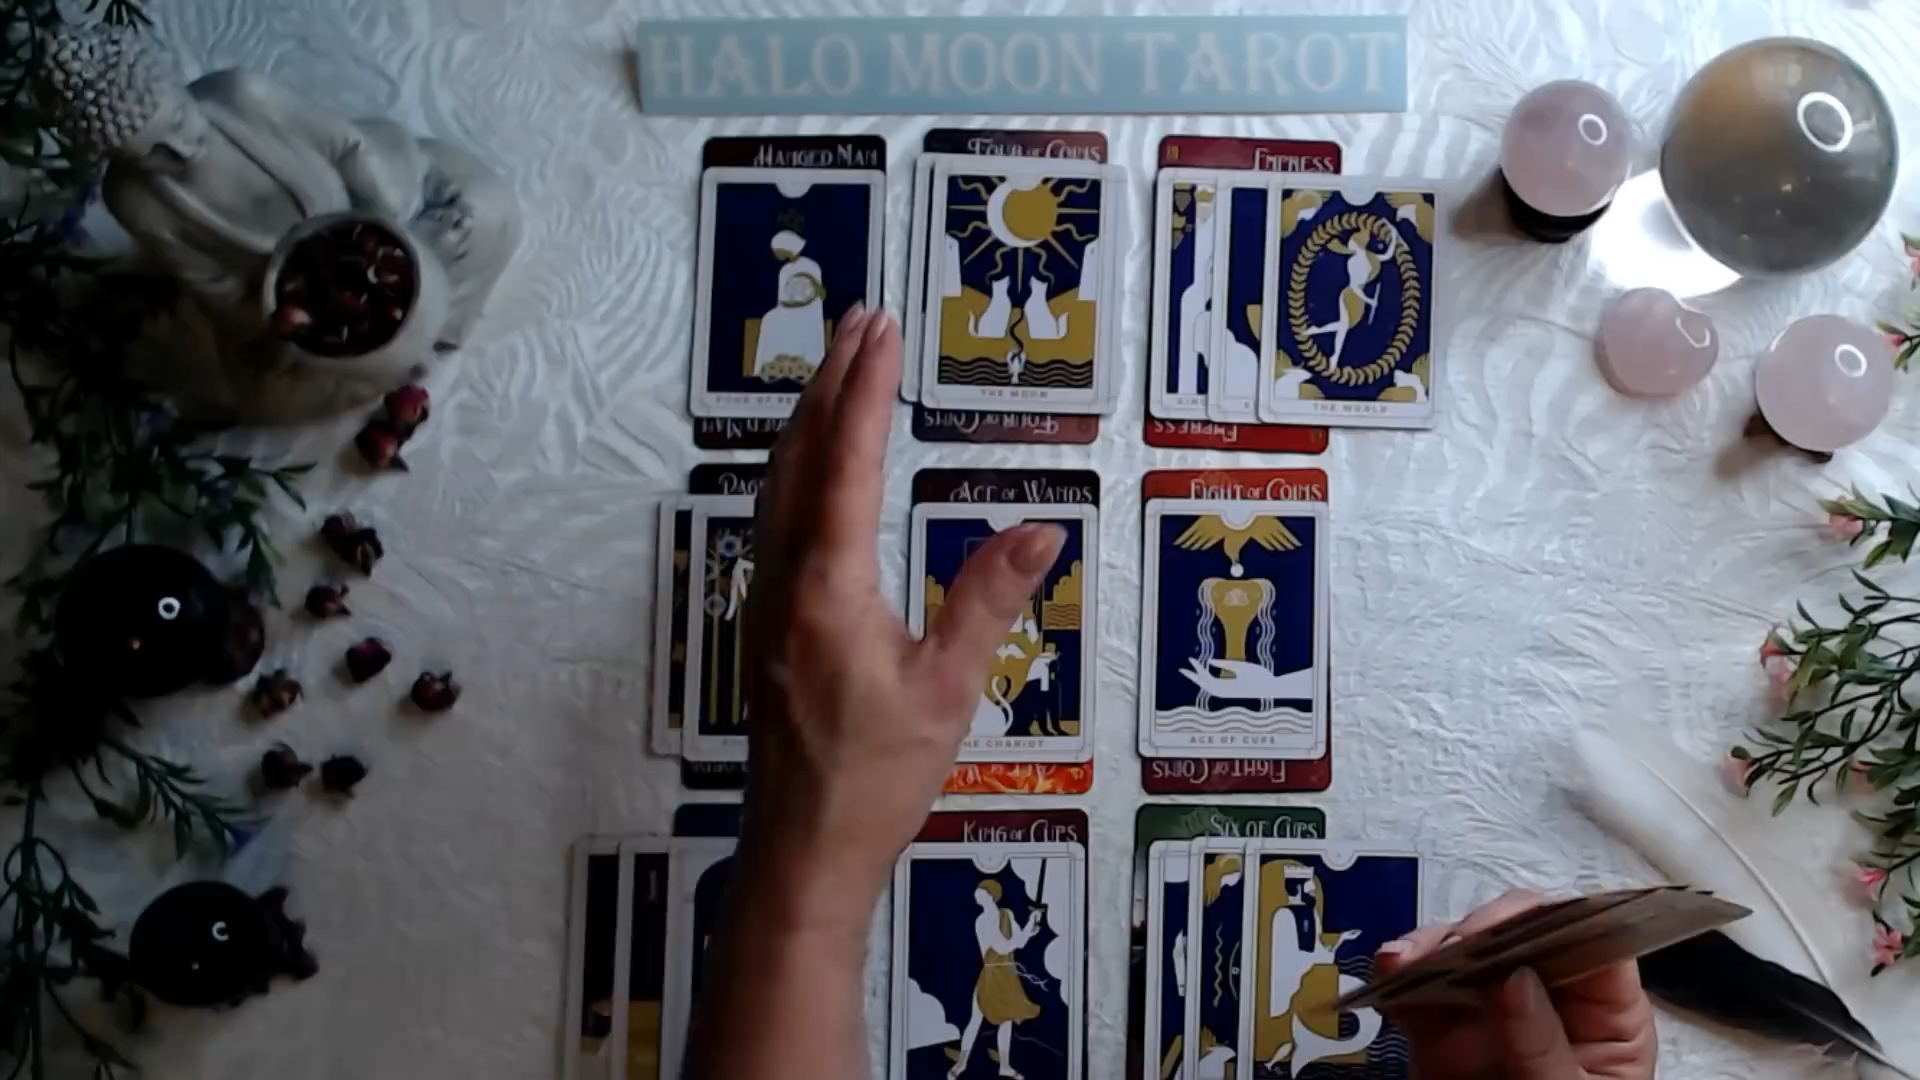 HALO MOON TAROT
HANGED MAN
FOUR OF COINS
EMPRESS
THE MOON
THE WORLD
FOUR OF COINS
EMPRESS
ACE OF WANDS
EIGHT OF COINS
CHARIOT
ACE OF CUPS
EIGHT OF COINS
KING OF CUPS
SIX OF CUPS